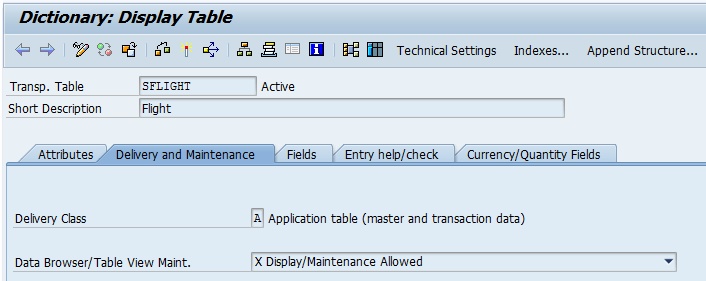 Dictionary: Display Table
Technical Settings Indexes... Append Structure...
Transp. Table SFLIGHT Active
Short Description Flight
Attributes Delivery and Maintenance Fields Entry help/check Currency/Quantity Fields
Delivery Class A Application table (master and transaction data)
Data Browser/Table View Maint. X Display/Maintenance Allowed